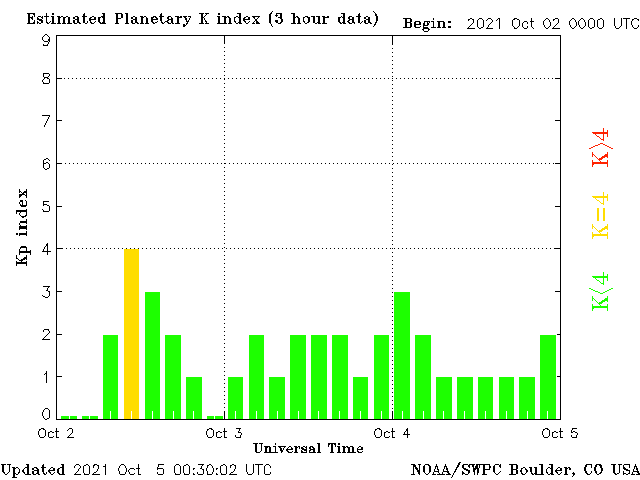 Estimated Planetary K index (3 hour data) Begin: 2021 Oct 02 0000 UTC
9
8
7
6
5
4
3
2
1
0
Kp index
K>4
K=4
K<4
Oct 2 Oct 3 Oct 4 Oct 5
Universal Time
Updated 2021 Oct 5 00:30:02 UTC NOAA/SWPC Boulder, CO USA